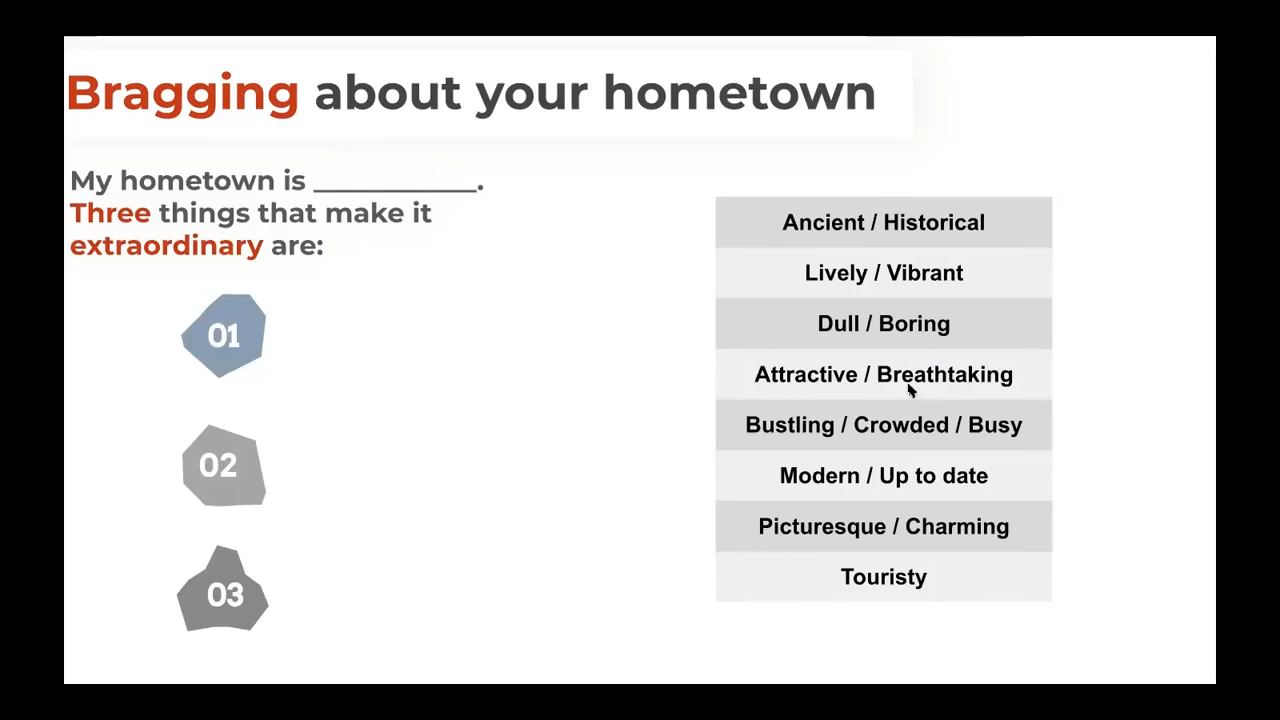 Bragging about your hometown
My hometown is ____________.
Three things that make it
extraordinary are:
01
02
03
Ancient / Historical
Lively / Vibrant
Dull / Boring
Attractive / Breathtaking
Bustling / Crowded / Busy
Modern / Up to date
Picturesque / Charming
Touristy